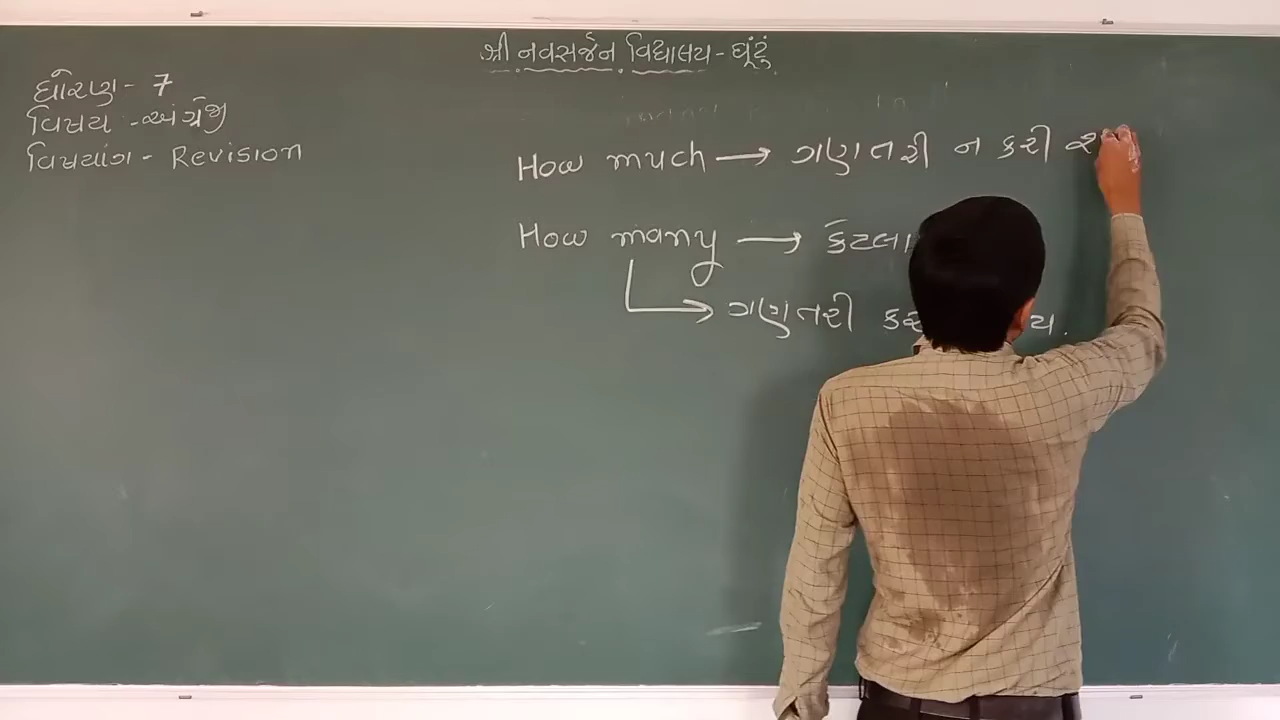 શ્રી નવસર્જન વિદ્યાલય - ઘૂંટું
ધોરણ - 7
વિષય - અંગ્રેજી
વિષયાંગ - Revision
How much → ગણતરી ન કરી
How many → કેટલા
→ ગણતરી